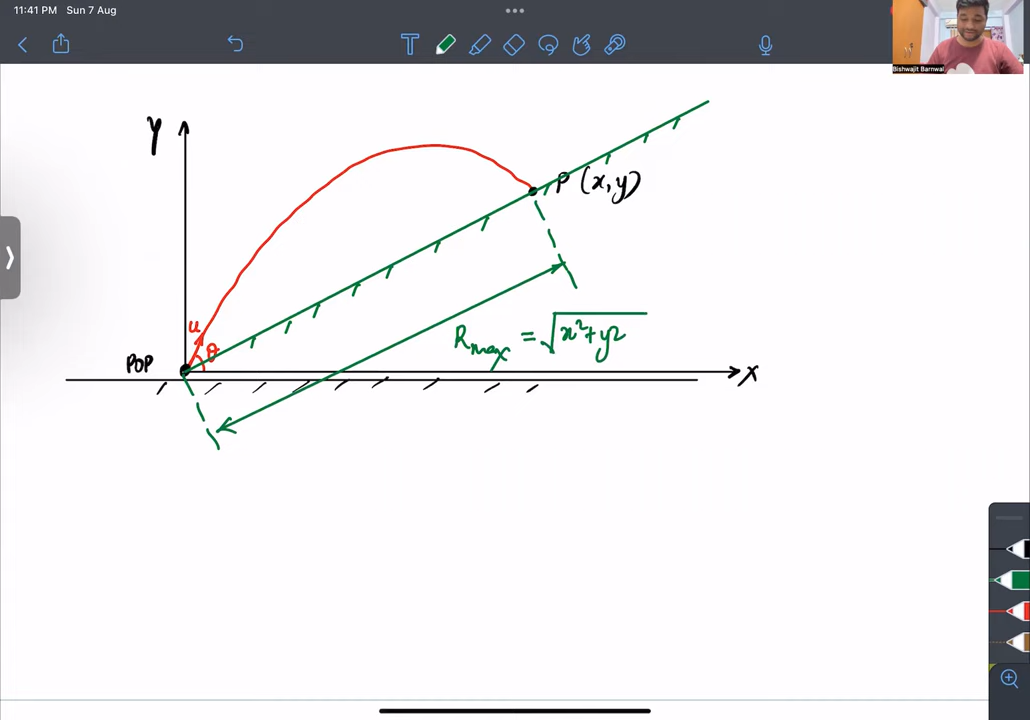 11:41 PM Sun 7 Aug
T
Bishwajit Barnwal
Y
P (x,y)
u
θ
POP
Rmax = √x²+y²
X